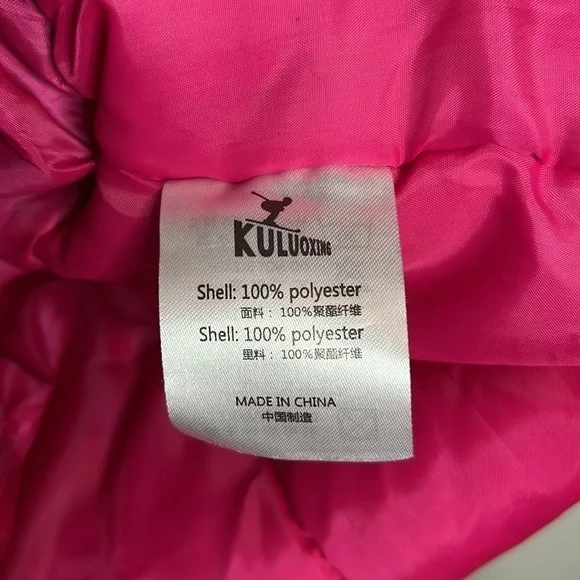 KULUOXING
Shell: 100% polyester
面料： 100%聚酯纤维
Shell: 100% polyester
里料： 100%聚酯纤维
MADE IN CHINA
中国制造